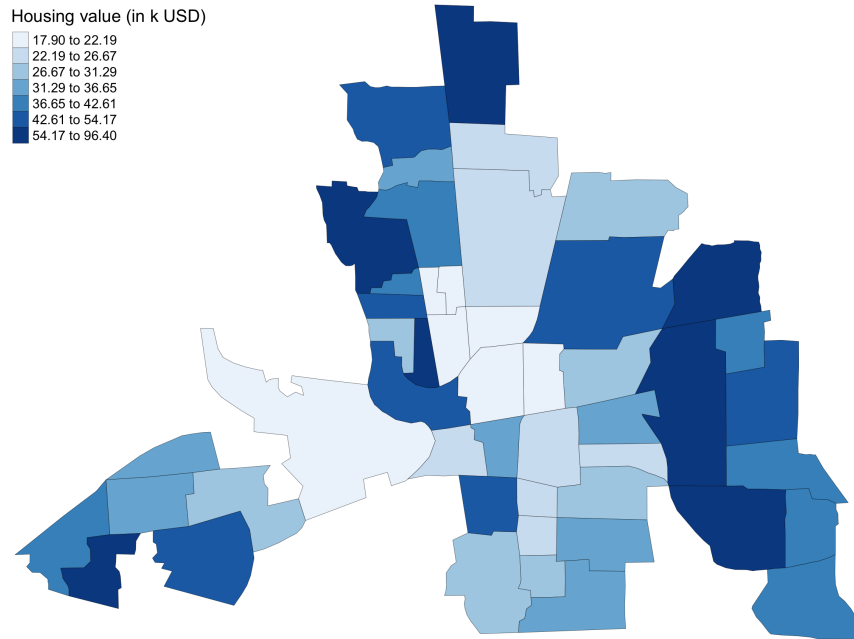 Housing value (in k USD)
17.90 to 22.19
22.19 to 26.67
26.67 to 31.29
31.29 to 36.65
36.65 to 42.61
42.61 to 54.17
54.17 to 96.40